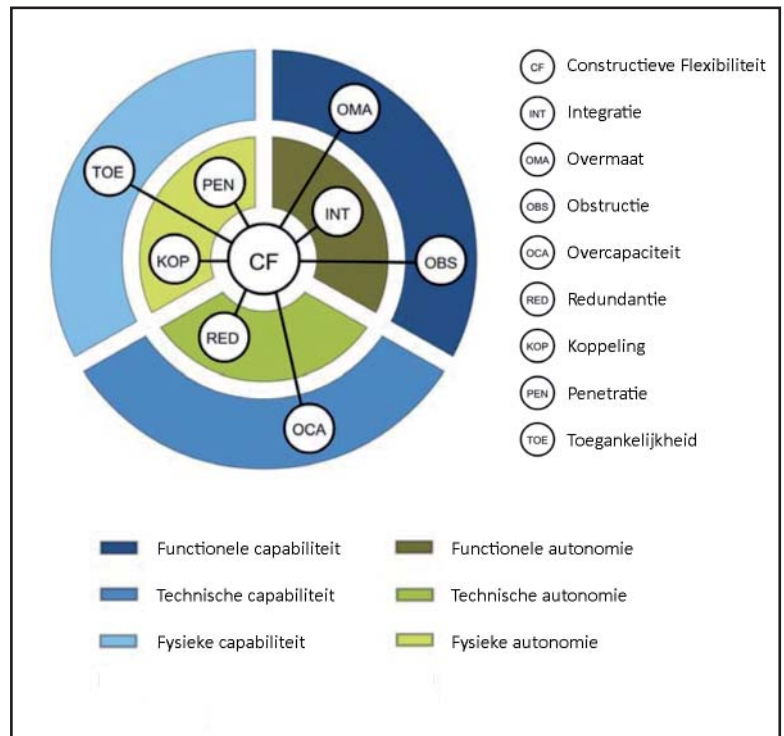 OMA
TOE
PEN
INT
KOP
CF
OBS
RED
OCA
CF Constructieve Flexibiliteit
INT Integratie
OMA Overmaat
OBS Obstructie
OCA Overcapaciteit
RED Redundantie
KOP Koppeling
PEN Penetratie
TOE Toegankelijkheid
Functionele capabiliteit
Functionele autonomie
Technische capabiliteit
Technische autonomie
Fysieke capabiliteit
Fysieke autonomie